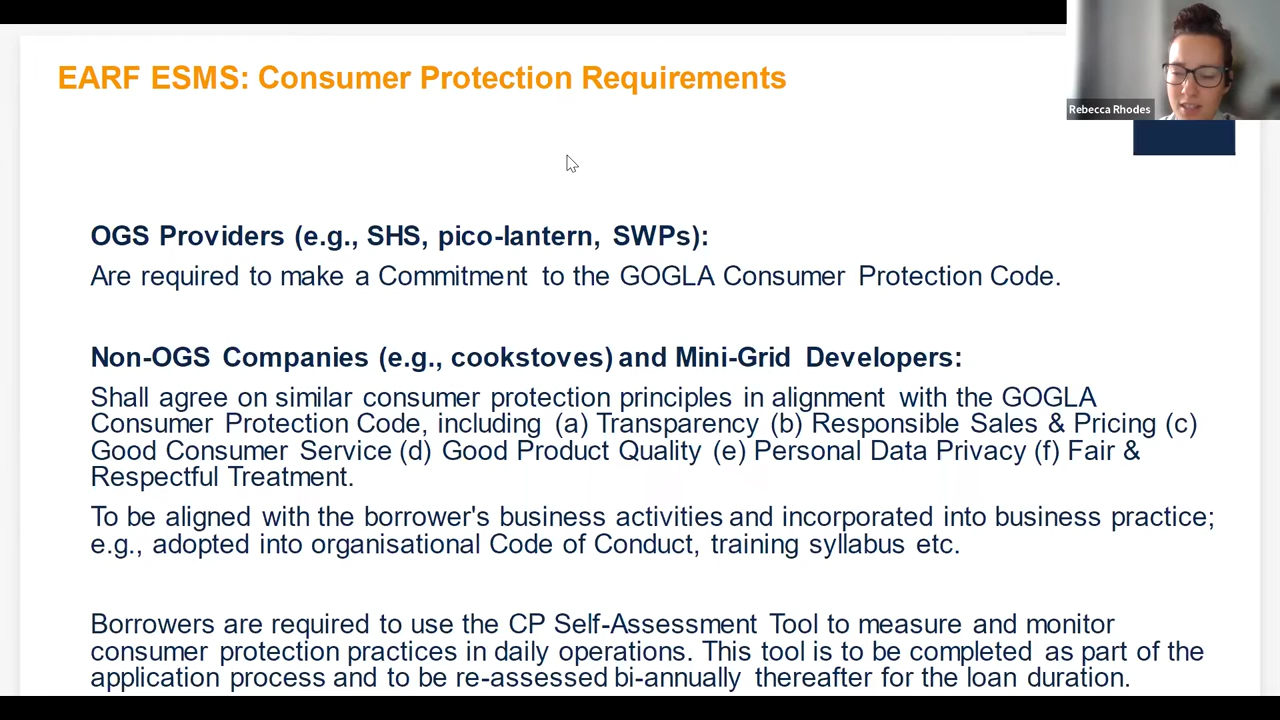 EARF ESMS: Consumer Protection Requirements
Rebecca Rhodes
OGS Providers (e.g., SHS, pico-lantern, SWPs):
Are required to make a Commitment to the GOGLA Consumer Protection Code.
Non-OGS Companies (e.g., cookstoves) and Mini-Grid Developers:
Shall agree on similar consumer protection principles in alignment with the GOGLA
Consumer Protection Code, including (a) Transparency (b) Responsible Sales & Pricing (c)
Good Consumer Service (d) Good Product Quality (e) Personal Data Privacy (f) Fair &
Respectful Treatment.
To be aligned with the borrower's business activities and incorporated into business practice;
e.g., adopted into organisational Code of Conduct, training syllabus etc.
Borrowers are required to use the CP Self-Assessment Tool to measure and monitor
consumer protection practices in daily operations. This tool is to be completed as part of the
application process and to be re-assessed bi-annually thereafter for the loan duration.